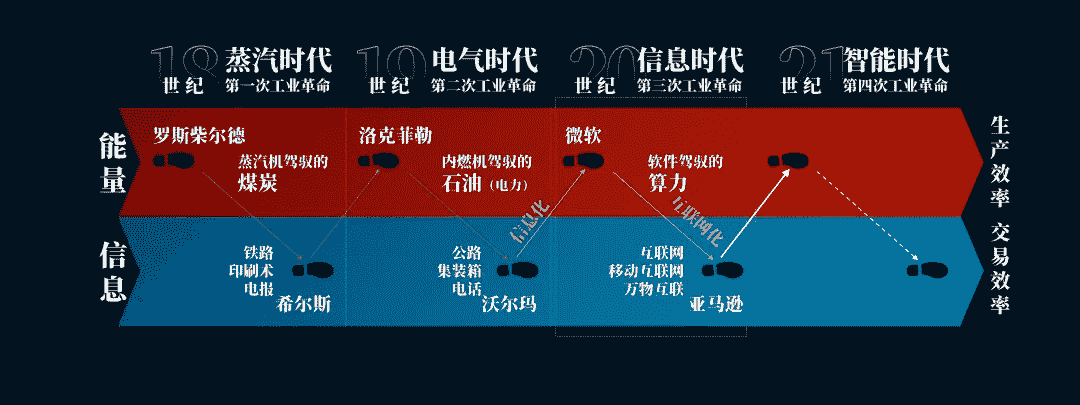 18
世纪
蒸汽时代
第一次工业革命
19
世纪
电气时代
第二次工业革命
20
世纪
信息时代
第三次工业革命
21
世纪
智能时代
第四次工业革命
能量
罗斯柴尔德
蒸汽机驾驭的
煤炭
洛克菲勒
内燃机驾驭的
石油（电力）
微软
软件驾驭的
算力
生产效率
信息化
互联网化
信息
铁路
印刷术
电报
希尔斯
公路
集装箱
电话
沃尔玛
互联网
移动互联网
万物互联
亚马逊
交易效率